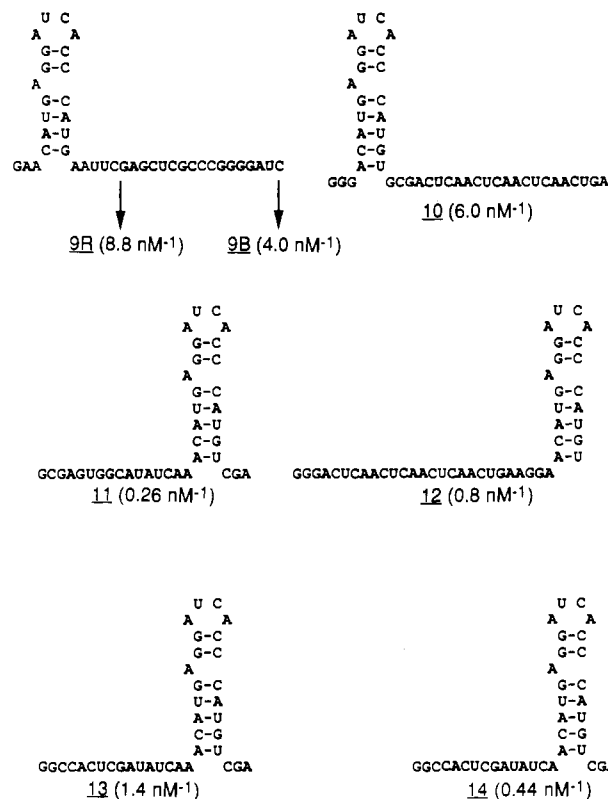 U C
A A
G-C
G-C
A
G-C
U-A
A-U
C-G
GAA AAUUCGAGCUCGCCCGGGGAUC
9R (8.8 nM-1) 9B (4.0 nM-1)
U C
A A
G-C
G-C
A
G-C
U-A
A-U
C-G
A-U
GGG GCGACUCAACUCAACUCAACUGA
10 (6.0 nM-1)
U C
A A
G-C
G-C
A
G-C
U-A
A-U
C-G
A-U
GCGAGUGGCAUAUCAA CGA
11 (0.26 nM-1)
U C
A A
G-C
G-C
A
G-C
U-A
A-U
C-G
A-U
GGGACUCAACUCAACUCAACUGAAGGA
12 (0.8 nM-1)
U C
A A
G-C
G-C
A
G-C
U-A
A-U
C-G
A-U
GGCCACUCGAUAUCAA CGA
13 (1.4 nM-1)
U C
A A
G-C
G-C
A
G-C
U-A
A-U
C-G
A-U
GGCCACUCGAUAUCA CGA
14 (0.44 nM-1)